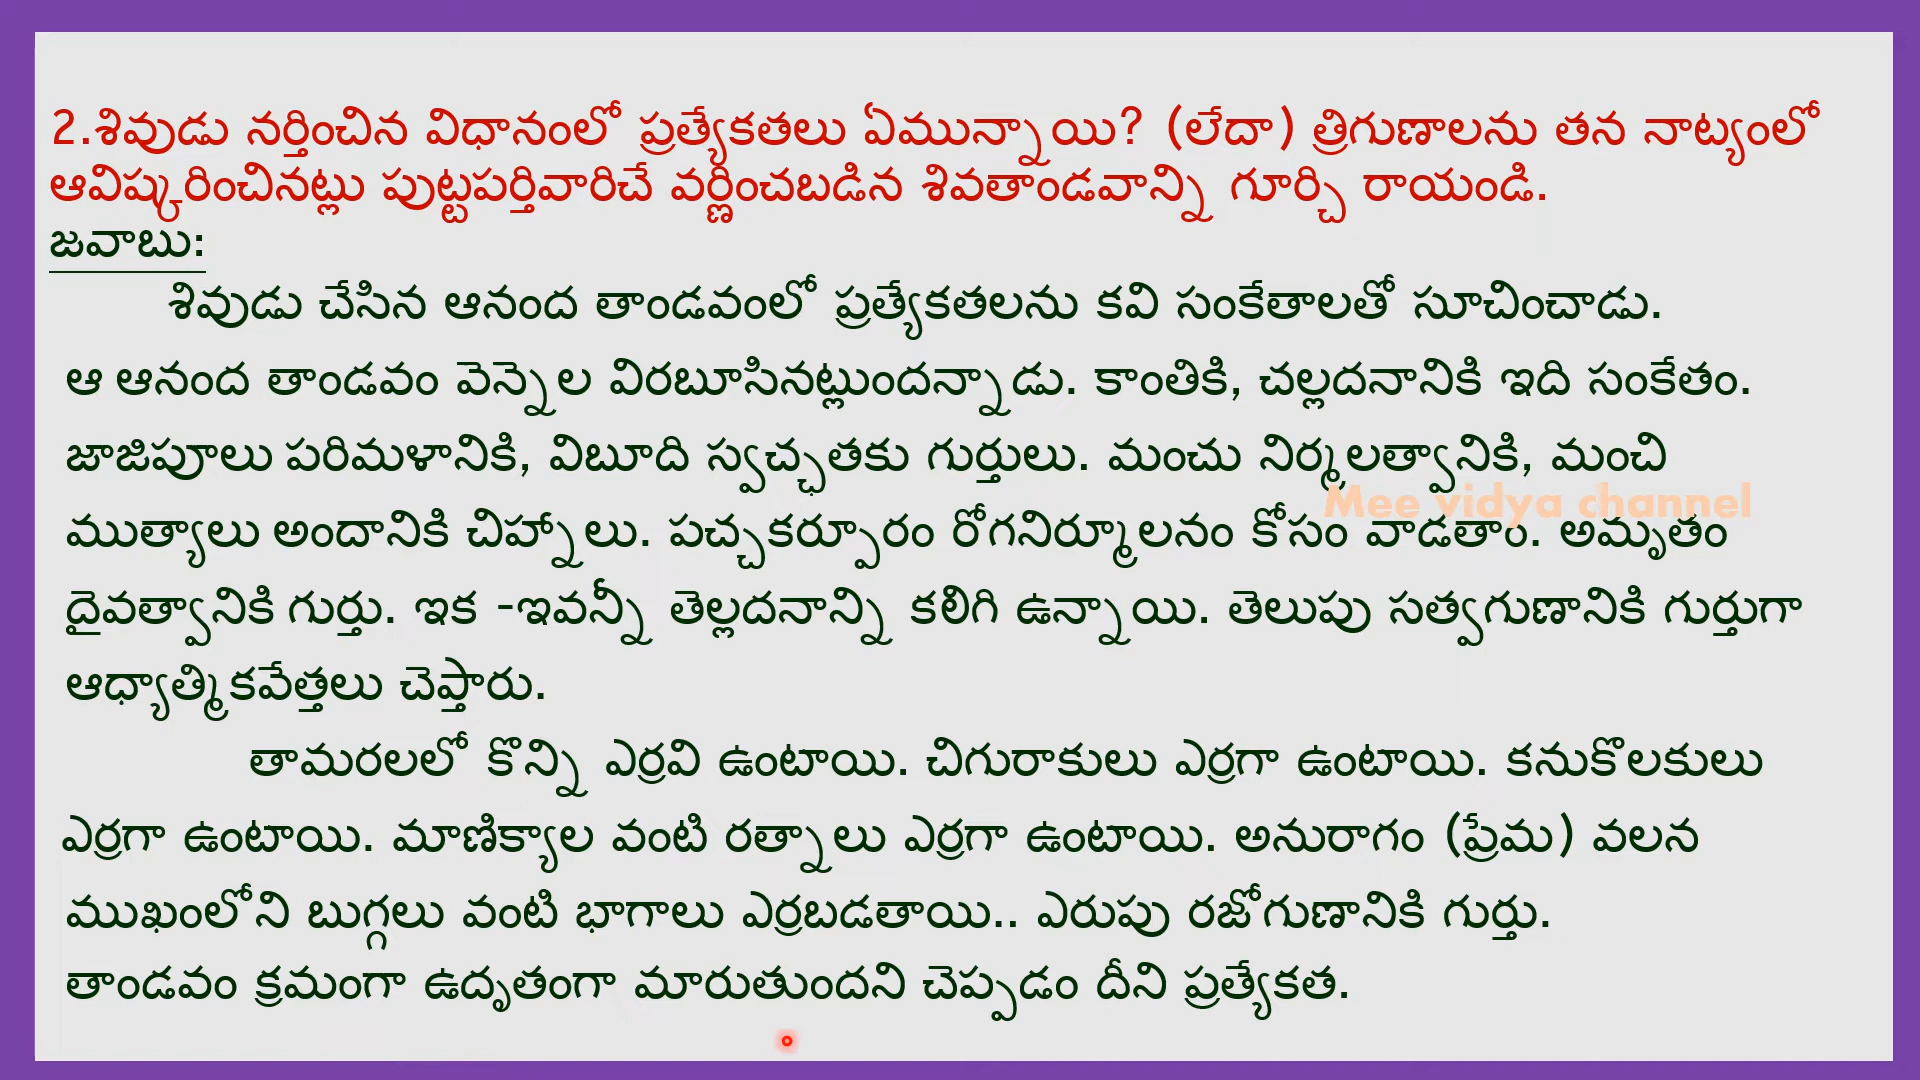 2.శివుడు నర్తించిన విధానంలో ప్రత్యేకతలు ఏమున్నాయి? (లేదా) త్రిగుణాలను తన నాట్యంలో
ఆవిష్కరించినట్లు పుట్టపర్తివారిచే వర్ణించబడిన శివతాండవాన్ని గూర్చి రాయండి.
జవాబు:
శివుడు చేసిన ఆనంద తాండవంలో ప్రత్యేకతలను కవి సంకేతాలతో సూచించాడు.
ఆ ఆనంద తాండవం వెన్నెల విరబూసినట్లుందన్నాడు. కాంతికి, చల్లదనానికి ఇది సంకేతం.
జాజిపూలు పరిమళానికి, విబూది స్వచ్ఛతకు గుర్తులు. మంచు నిర్మలత్వానికి, మంచి
Mee vidya channel
ముత్యాలు అందానికి చిహ్నాలు. పచ్చకర్పూరం రోగనిర్మూలనం కోసం వాడతాం. అమృతం
దైవత్వానికి గుర్తు. ఇక -ఇవన్నీ తెల్లదనాన్ని కలిగి ఉన్నాయి. తెలుపు సత్వగుణానికి గుర్తుగా
ఆధ్యాత్మికవేత్తలు చెప్తారు.
తామరలలో కొన్ని ఎర్రవి ఉంటాయి. చిగురాకులు ఎర్రగా ఉంటాయి. కనుకొలకులు
ఎర్రగా ఉంటాయి. మాణిక్యాల వంటి రత్నాలు ఎర్రగా ఉంటాయి. అనురాగం (ప్రేమ) వలన
ముఖంలోని బుగ్గలు వంటి భాగాలు ఎర్రబడతాయి.. ఎరుపు రజోగుణానికి గుర్తు.
తాండవం క్రమంగా ఉదృతంగా మారుతుందని చెప్పడం దీని ప్రత్యేకత.